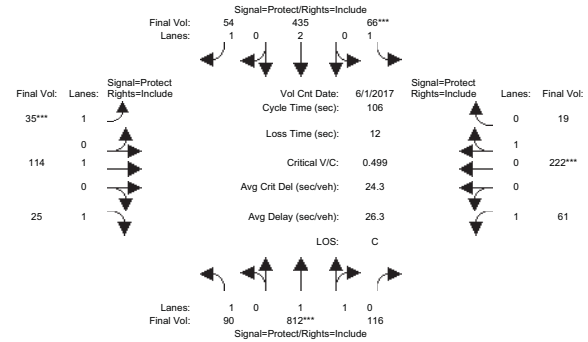 Signal=Protect/Rights=Include
Final Vol: 54 435 66***
Lanes: 1 0 2 0 1
Signal=Protect
Final Vol: Lanes: Rights=Include
Vol Cnt Date: 6/1/2017
Signal=Protect
Rights=Include Lanes: Final Vol:
Cycle Time (sec): 106
35*** 1
0 19
Loss Time (sec): 12
0
1
114 1
Critical V/C: 0.499
0 222***
0
Avg Crit Del (sec/veh): 24.3
0
25 1
Avg Delay (sec/veh): 26.3
1 61
LOS: C
Lanes: 1 0 1 1 0
Final Vol: 90 812*** 116
Signal=Protect/Rights=Include